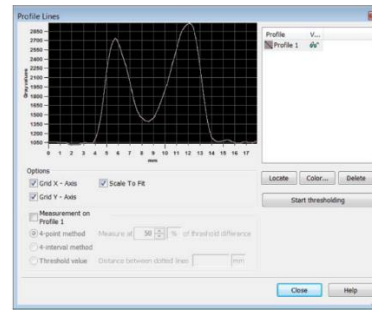 Profile Lines
Profile V...
Profile 1
2850
2700
2550
2400
2250
2100
1950
1800
1650
1500
1350
1200
1050
Grayvalues
0 1 2 3 4 5 6 7 8 9 10 11 12 13 14 15 16 17
mm
Options
Grid X - Axis
Scale To Fit
Grid Y - Axis
Measurement on
Profile 1
4-point method Measure at 50 % of threshold difference
4-interval method
Threshold value Distance between dotted lines mm
Locate Color... Delete
Start thresholding
Close Help